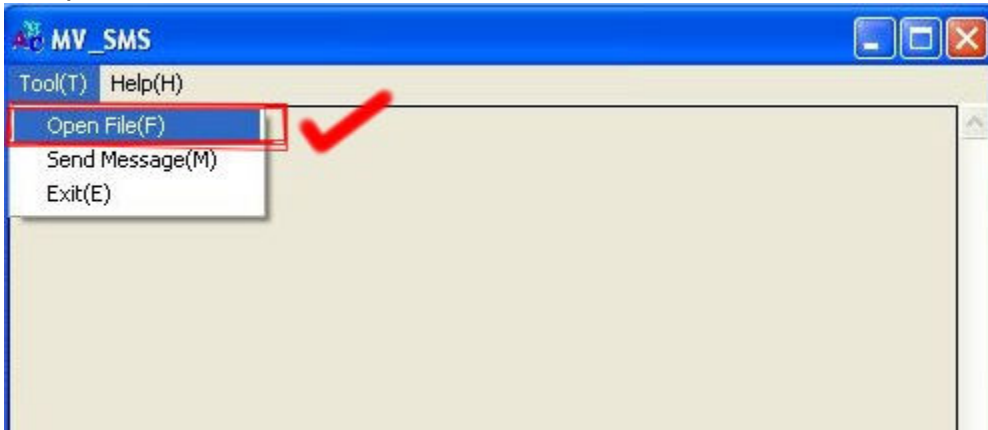 MV_SMS
Tool(T) Help(H)
Open File(F)
Send Message(M)
Exit(E)